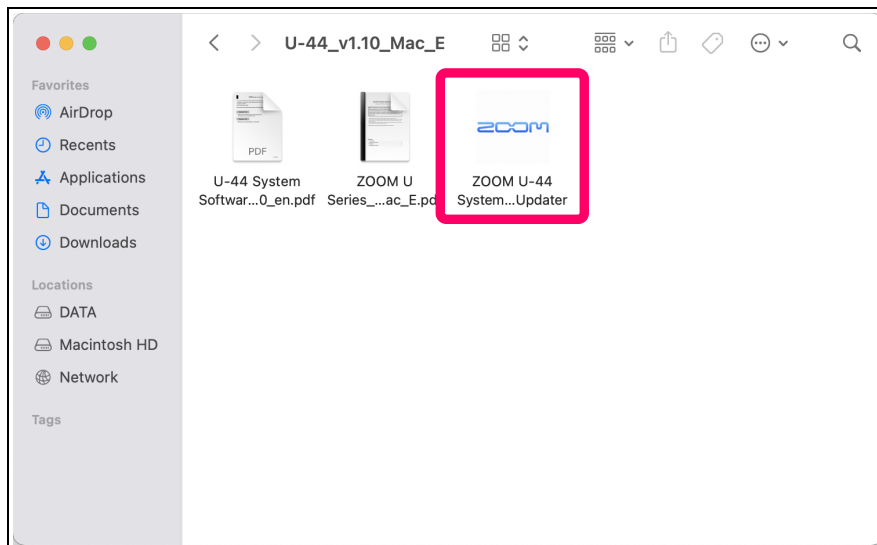 U-44_v1.10_Mac_E
Favorites
AirDrop
Recents
Applications
Documents
Downloads
Locations
DATA
Macintosh HD
Network
Tags
PDF
ZOOM
U-44 System
Softwar...0_en.pdf
ZOOM U
Series_...ac_E.pd
ZOOM U-44
System...Updater